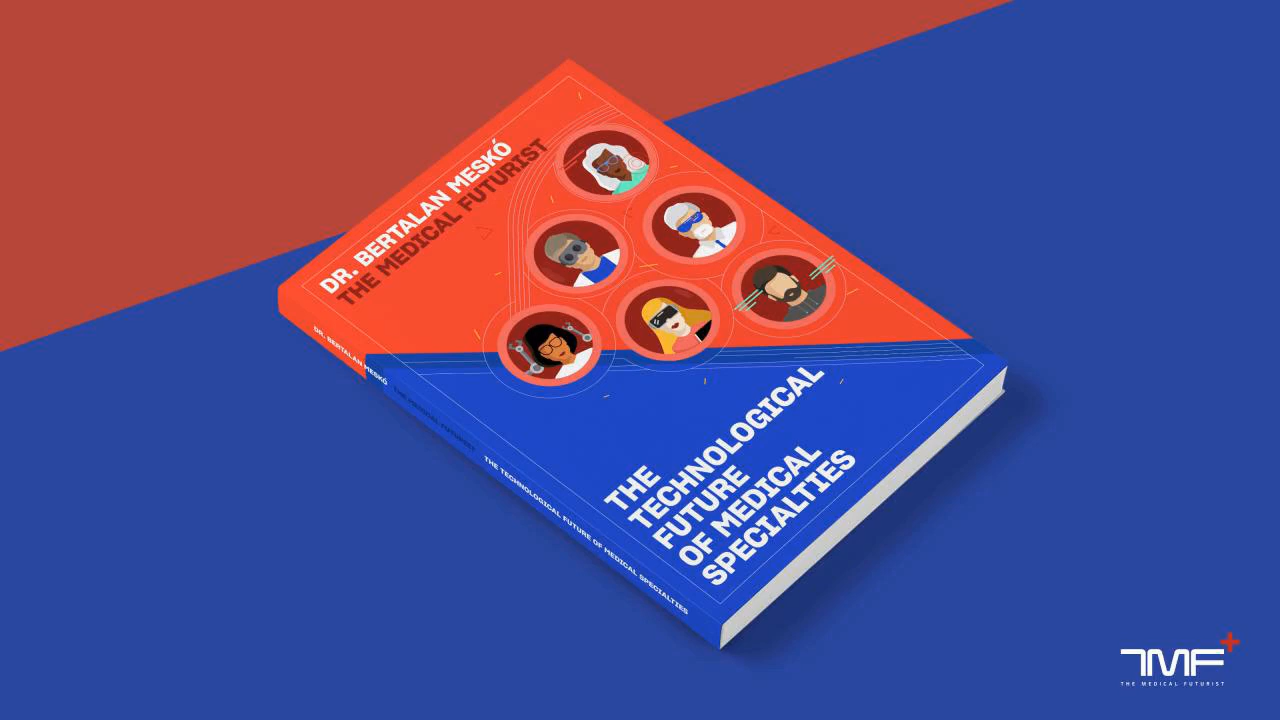 DR. BERTALAN MESKÓ
THE MEDICAL FUTURIST
THE
TECHNOLOGICAL
FUTURE
OF MEDICAL
SPECIALTIES
DR. BERTALAN MESKÓ
THE MEDICAL FUTURIST
THE TECHNOLOGICAL FUTURE OF MEDICAL SPECIALTIES
TMF+
THE MEDICAL FUTURIST